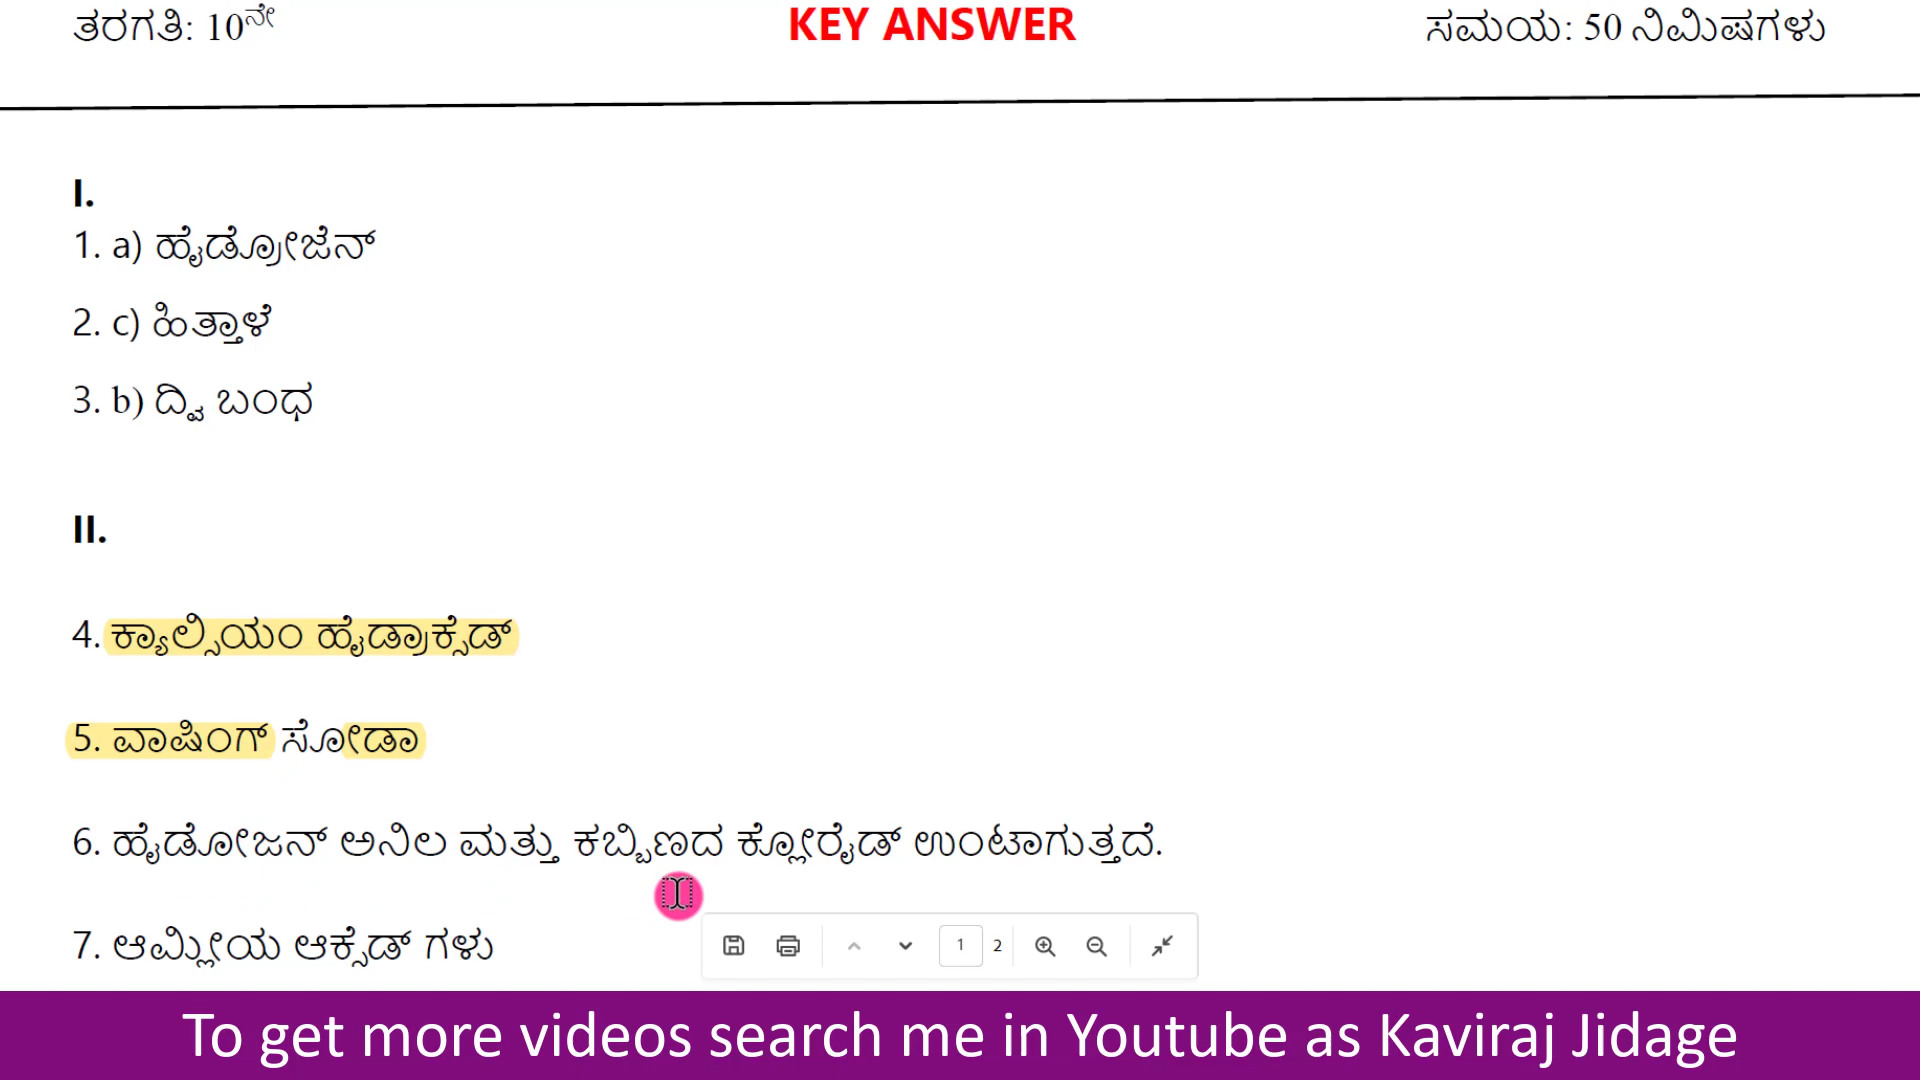 ತರಗತಿ: 10ನೇ KEY ANSWER ಸಮಯ: 50 ನಿಮಿಷಗಳು
I.
1. a) ಹೈಡ್ರೋಜೆನ್
2. c) ಹಿತ್ತಾಳೆ
3. b) ದ್ವಿ ಬಂಧ
II.
4. ಕ್ಯಾಲ್ಸಿಯಂ ಹೈಡ್ರಾಕ್ಸೈಡ್
5. ವಾಷಿಂಗ್ ಸೋಡಾ
6. ಹೈಡೋಜನ್ ಅನಿಲ ಮತ್ತು ಕಬ್ಬಿಣದ ಕ್ಲೋರೈಡ್ ಉಂಟಾಗುತ್ತದೆ.
7. ಆಮ್ಲೀಯ ಆಕ್ಸೈಡ್ ಗಳು
1 2
To get more videos search me in Youtube as Kaviraj Jidage